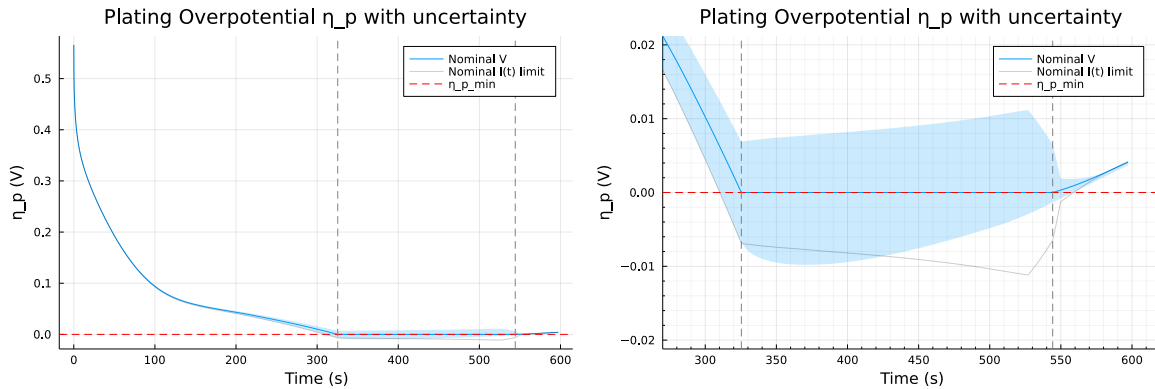 Plating Overpotential η_p with uncertainty
Nominal V
Nominal I(t) limit
η_p_min
0.5
0.4
0.3
0.2
0.1
0.0
η_p (V)
0
100
200
300
400
500
600
Time (s)
Plating Overpotential η_p with uncertainty
Nominal V
Nominal I(t) limit
η_p_min
0.02
0.01
0.00
−0.01
−0.02
η_p (V)
300
350
400
450
500
550
600
Time (s)